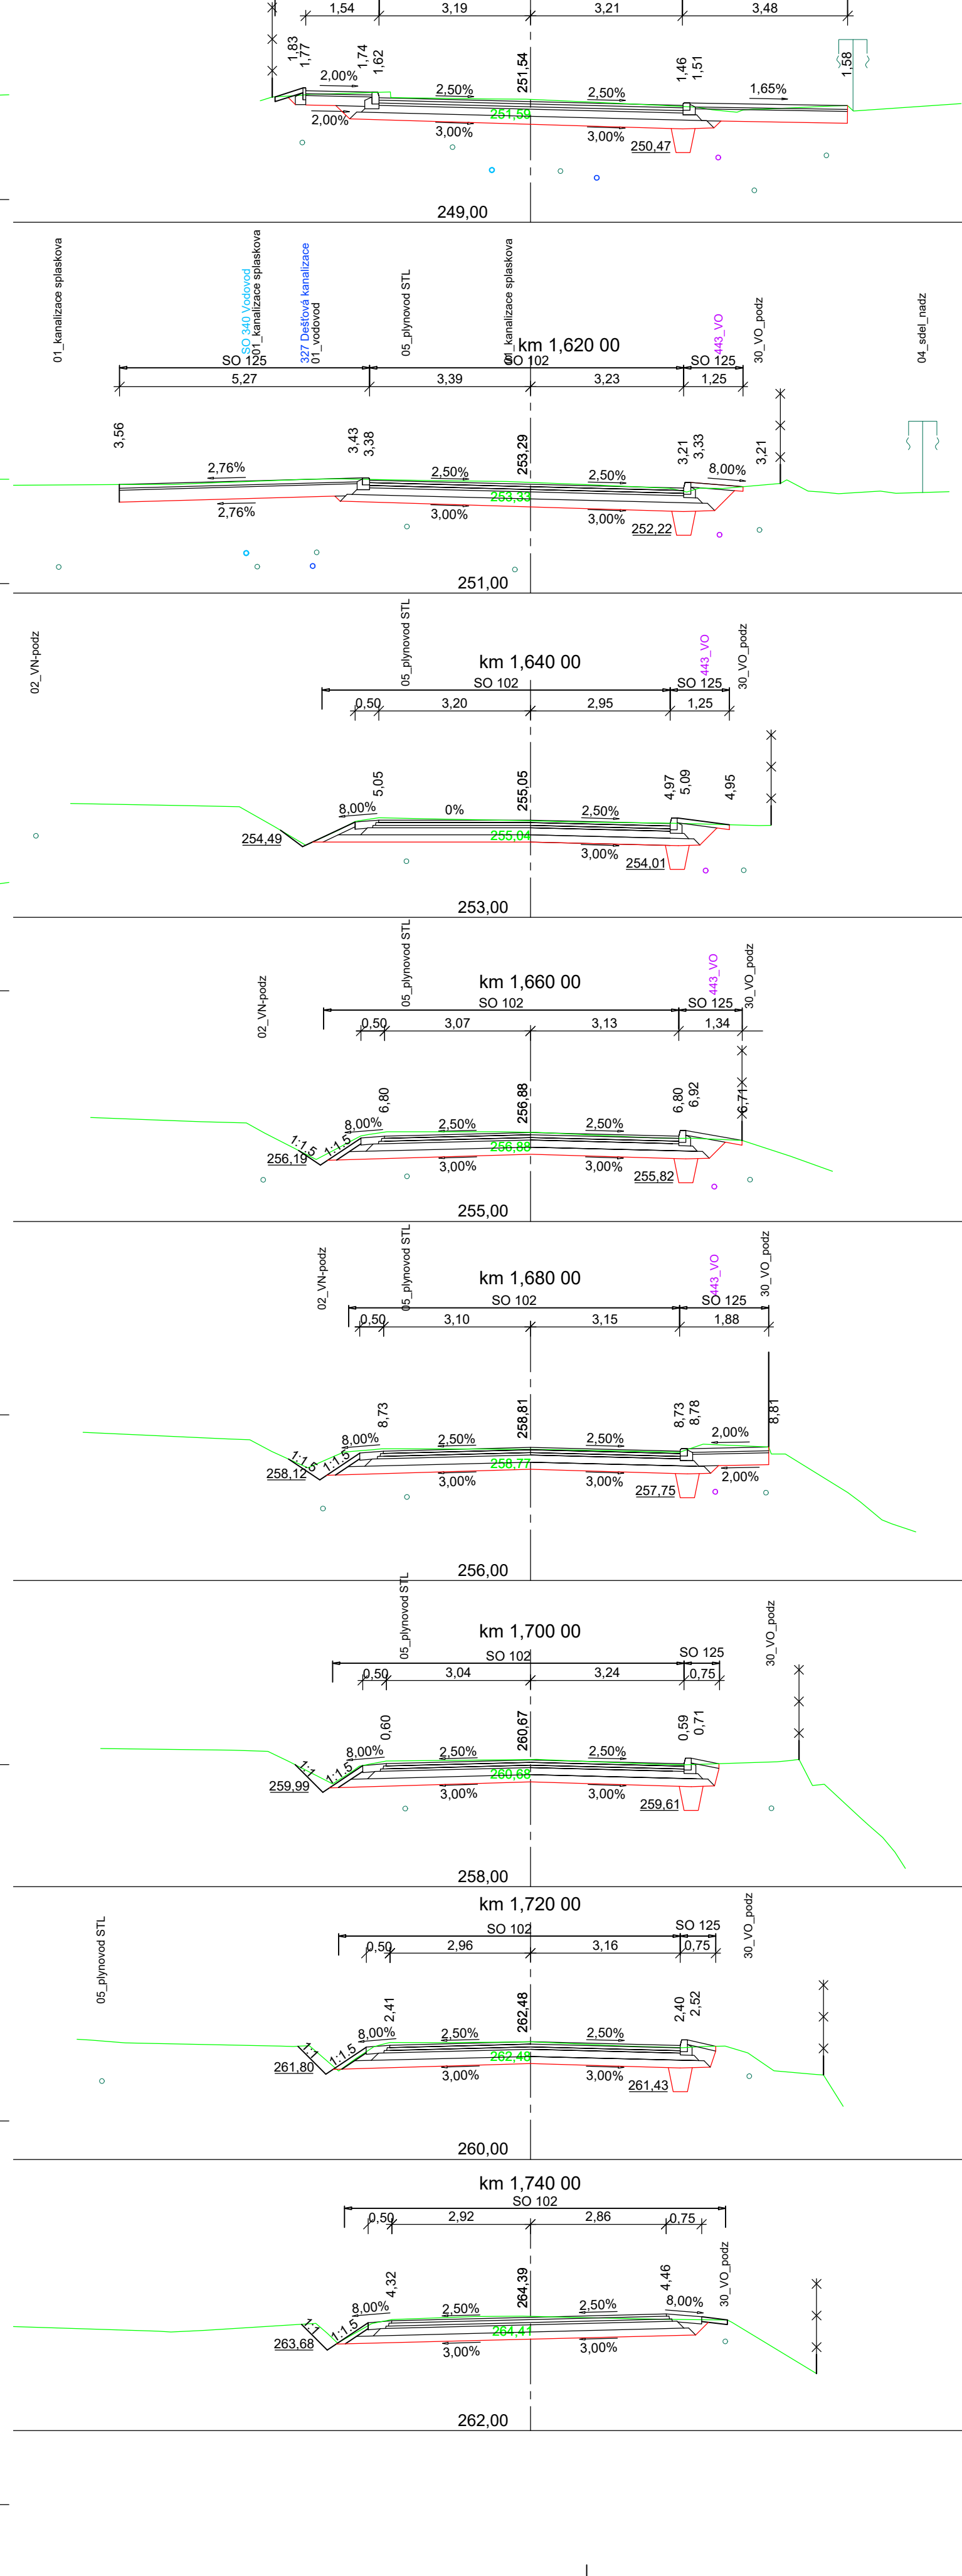 1,54 3,19 3,21 3,48
1,83 1,77 1,74 1,62 251,54 1,46 1,51 1,58
2,00% 2,50% 2,50% 1,65%
251,59
2,00% 3,00% 3,00% 250,47
249,00
01_kanalizace splaskova
SO 340 Vodovod
01_kanalizace splaskova
327 Dešťová kanalizace
01_vodovod
05_plynovod STL
01_kanalizace splaskova
443_VO
30_VO_podz
04_sdel_nadz
km 1,620 00
SO 125 SO 102 SO 125
5,27 3,39 3,23 1,25
3,56 3,43 3,38 253,29 3,21 3,33 3,21
2,76% 2,50% 2,50% 8,00%
253,33
2,76% 3,00% 3,00% 252,22
251,00
02_VN-podz
05_plynovod STL
443_VO
30_VO_podz
km 1,640 00
SO 102 SO 125
0,50 3,20 2,95 1,25
5,05 255,05 4,97 5,09 4,95
8,00% 0% 2,50%
254,49 255,04
3,00% 254,01
253,00
02_VN-podz
05_plynovod STL
443_VO
30_VO_podz
km 1,660 00
SO 102 SO 125
0,50 3,07 3,13 1,34
6,80 256,88 6,80 6,92 6,71
8,00% 2,50% 2,50%
1:1,5 1:1,5 256,88
256,19 3,00% 3,00% 255,82
255,00
02_VN-podz
05_plynovod STL
443_VO
30_VO_podz
km 1,680 00
SO 102 SO 125
0,50 3,10 3,15 1,88
8,73 258,81 8,73 8,78 8,81
8,00% 2,50% 2,50% 2,00%
1:1,5 1:1,5 258,77
258,12 3,00% 3,00% 257,75 2,00%
256,00
05_plynovod STL
30_VO_podz
km 1,700 00
SO 102 SO 125
0,50 3,04 3,24 0,75
0,60 260,67 0,59 0,71
8,00% 2,50% 2,50%
1:1 1:1,5 260,68
259,99 3,00% 3,00% 259,61
258,00
05_plynovod STL
30_VO_podz
km 1,720 00
SO 102 SO 125
0,50 2,96 3,16 0,75
2,41 262,48 2,40 2,52
8,00% 2,50% 2,50%
1:1 1:1,5 262,48
261,80 3,00% 3,00% 261,43
260,00
km 1,740 00
SO 102
0,50 2,92 2,86 0,75
4,32 264,39 4,46 30_VO_podz
8,00% 2,50% 2,50% 8,00%
1:1 1:1,5 264,41
263,68 3,00% 3,00%
262,00